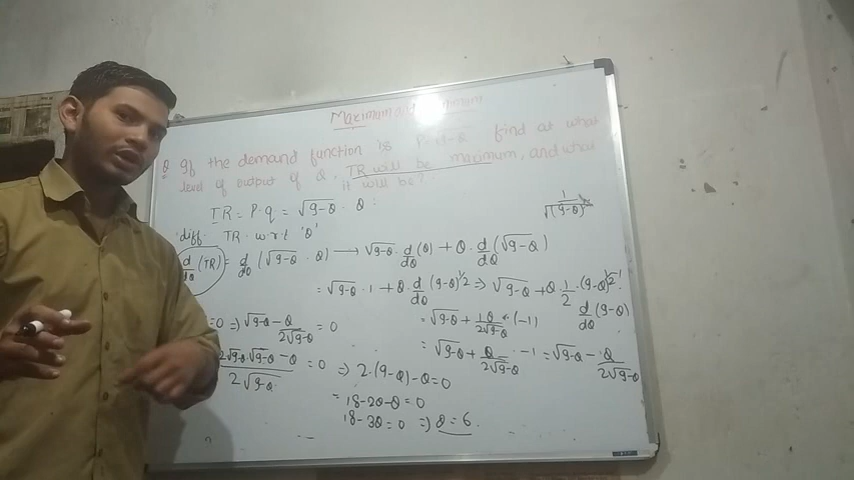 Maximum and Minimum
Q If the demand function is P = √9-Q find at what
level of output of Q. TR will be maximum, and what
it will be?
TR = P.q = √9-Q . Q :
1/√(9-Q)
diff. TR w.r.t 'Q'
d/dQ (TR) = d/dQ (√9-Q . Q) → √9-Q . d/dQ (Q) + Q . d/dQ (√9-Q)
= √9-Q . 1 + Q . d/dQ (9-Q)^1/2 ⇒ √9-Q + Q . 1/2 . (9-Q)^1/2-1 d/dQ (9-Q)
= √9-Q + 1Q/2√9-Q × (-1)
= 0 ⇒ √9-Q - Q/2√9-Q = 0
= √9-Q + Q/2√9-Q . -1 = √9-Q - Q/2√9-Q
2√9-Q . √9-Q - Q/2√9-Q = 0 ⇒ 2.(9-Q) - Q = 0
= 18-2Q-Q = 0
18-3Q = 0 ⇒ Q = 6.